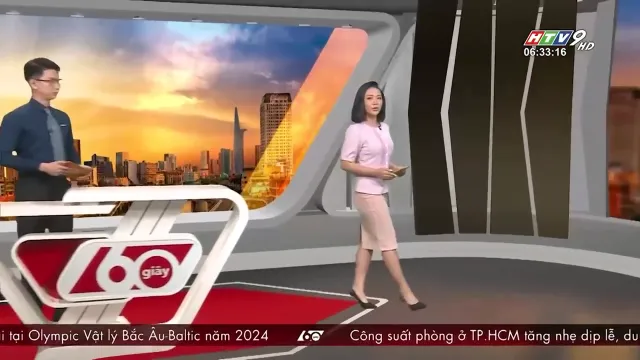 HTV9 HD
06:33:16
60 giây
i tại Olympic Vật lý Bắc Âu-Baltic năm 2024 60 Công suất phòng ở TP.HCM tăng nhẹ dịp lễ, du